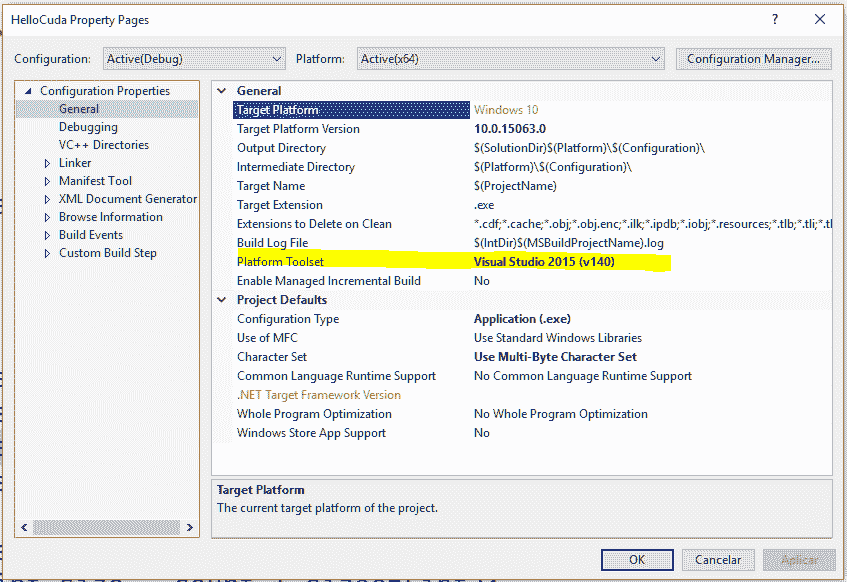 HelloCuda Property Pages ? ×
Configuration: Active(Debug) Platform: Active(x64) Configuration Manager...
Configuration Properties
General
Debugging
VC++ Directories
Linker
Manifest Tool
XML Document Generator
Browse Information
Build Events
Custom Build Step
General
Target Platform Windows 10
Target Platform Version 10.0.15063.0
Output Directory $(SolutionDir)$(Platform)\$(Configuration)\
Intermediate Directory $(Platform)\$(Configuration)\
Target Name $(ProjectName)
Target Extension .exe
Extensions to Delete on Clean *.cdf;*.cache;*.obj;*.obj.enc;*.ilk;*.ipdb;*.iobj;*.resources;*.tlb;*.tli;*.tl
Build Log File $(IntDir)$(MSBuildProjectName).log
Platform Toolset Visual Studio 2015 (v140)
Enable Managed Incremental Build No
Project Defaults
Configuration Type Application (.exe)
Use of MFC Use Standard Windows Libraries
Character Set Use Multi-Byte Character Set
Common Language Runtime Support No Common Language Runtime Support
.NET Target Framework Version
Whole Program Optimization No Whole Program Optimization
Windows Store App Support No
Target Platform
The current target platform of the project.
OK Cancelar Aplicar